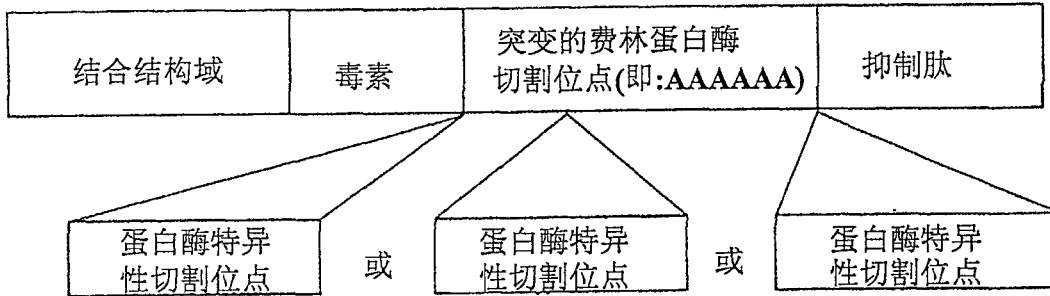 结合结构域
毒素
突变的费林蛋白酶
切割位点(即:AAAAAA)
抑制肽
蛋白酶特异
性切割位点
或
蛋白酶特异
性切割位点
或
蛋白酶特异
性切割位点